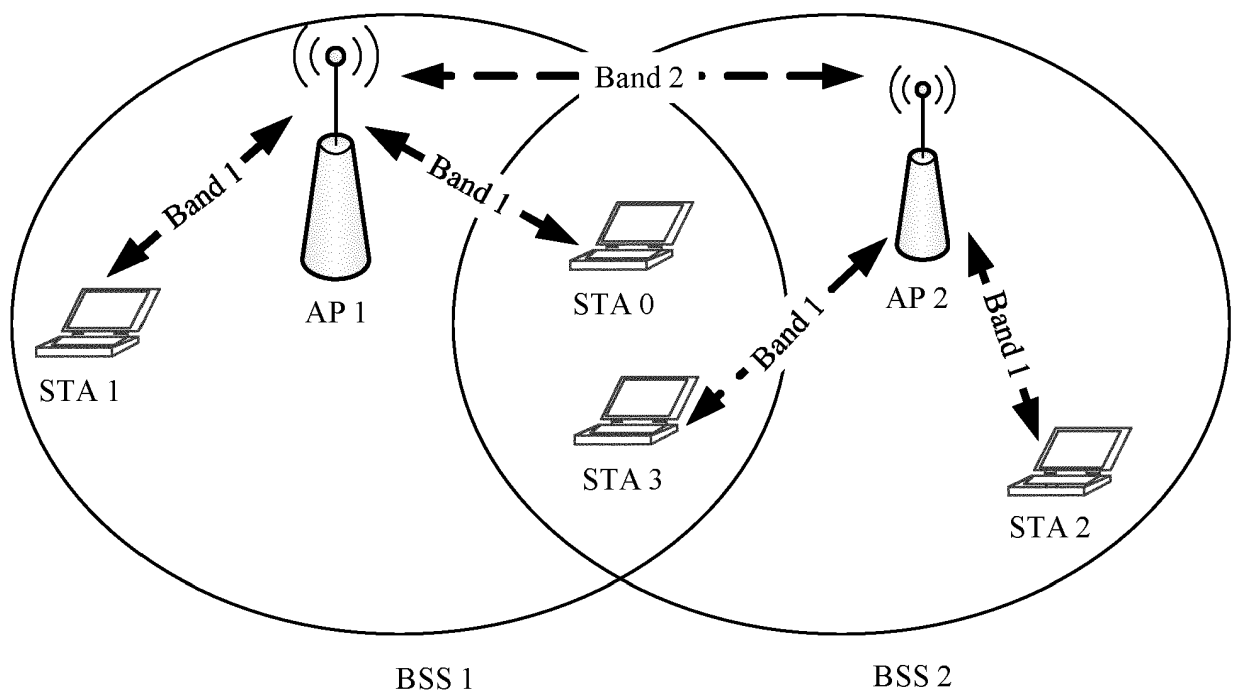 Band 2
Band 1
Band 1
STA 0
AP 1
AP 2
Band 1
Band 1
STA 1
STA 3
STA 2
BSS 1
BSS 2